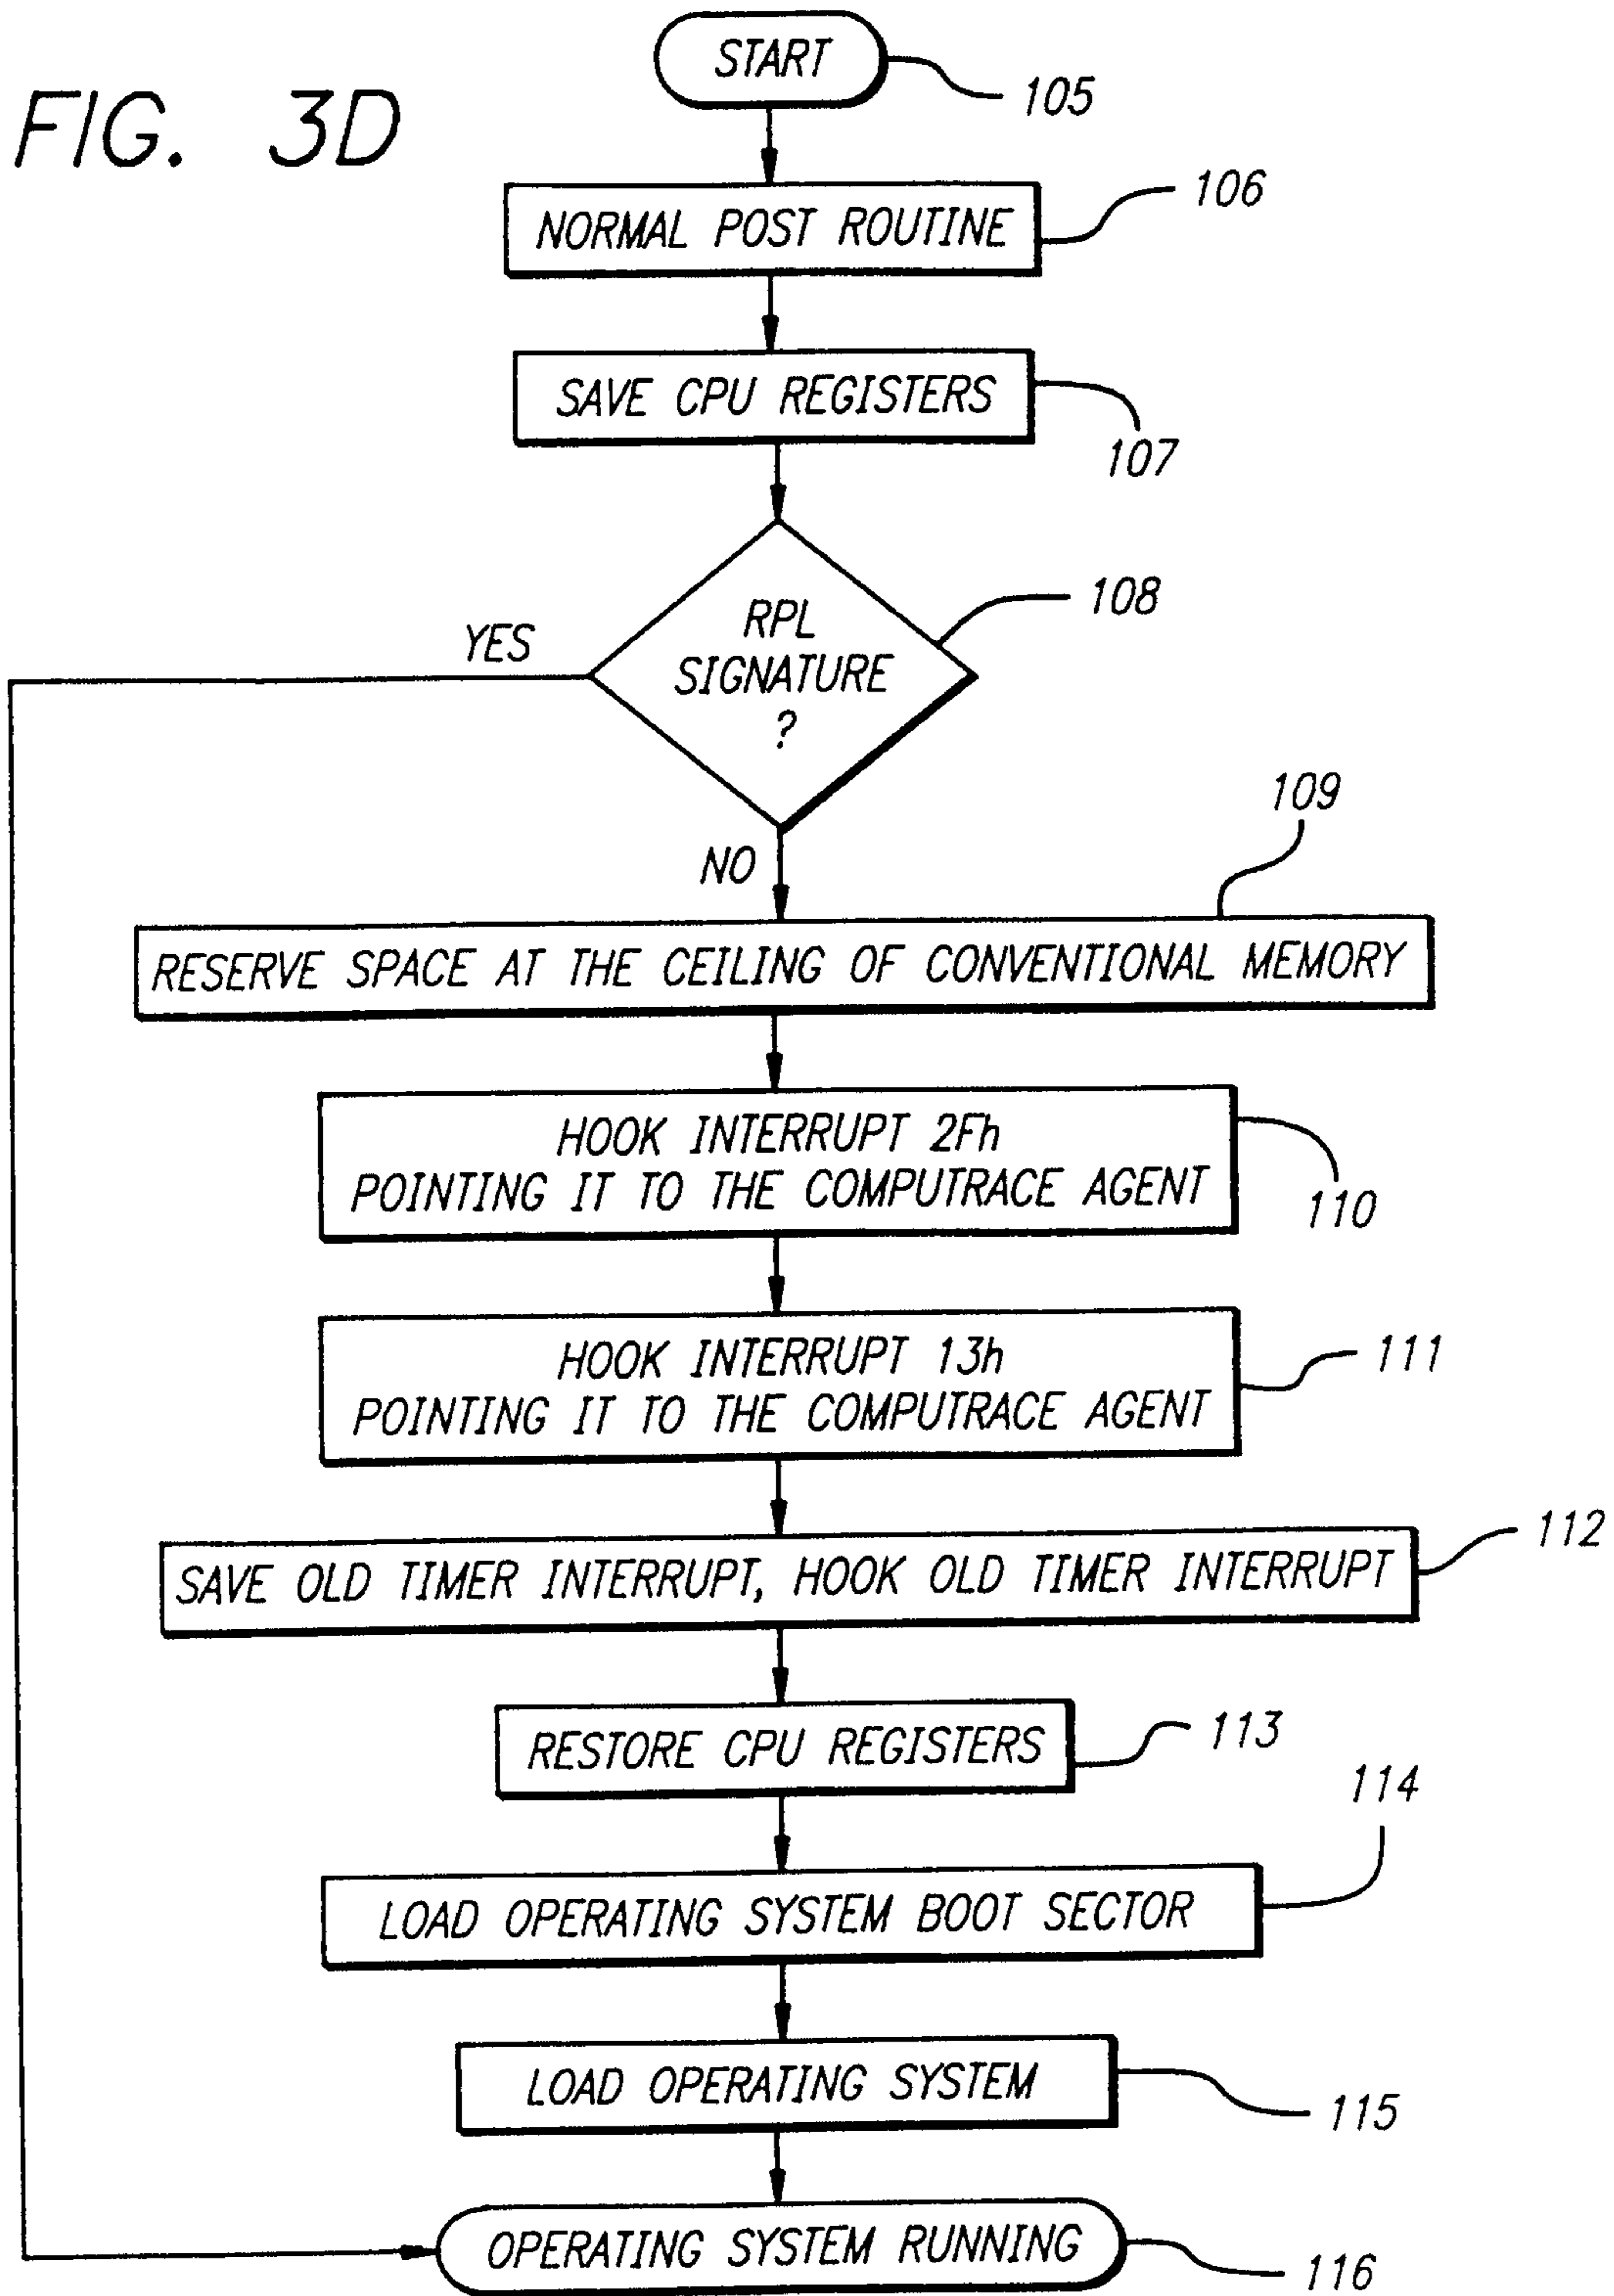 START
105
FIG. 3D
NORMAL POST ROUTINE
106
SAVE CPU REGISTERS
107
RPL
SIGNATURE
?
108
YES
NO
109
RESERVE SPACE AT THE CEILING OF CONVENTIONAL MEMORY
HOOK INTERRUPT 2Fh
POINTING IT TO THE COMPUTRACE AGENT
110
HOOK INTERRUPT 13h
POINTING IT TO THE COMPUTRACE AGENT
111
SAVE OLD TIMER INTERRUPT, HOOK OLD TIMER INTERRUPT
112
RESTORE CPU REGISTERS
113
114
LOAD OPERATING SYSTEM BOOT SECTOR
LOAD OPERATING SYSTEM
115
OPERATING SYSTEM RUNNING
116